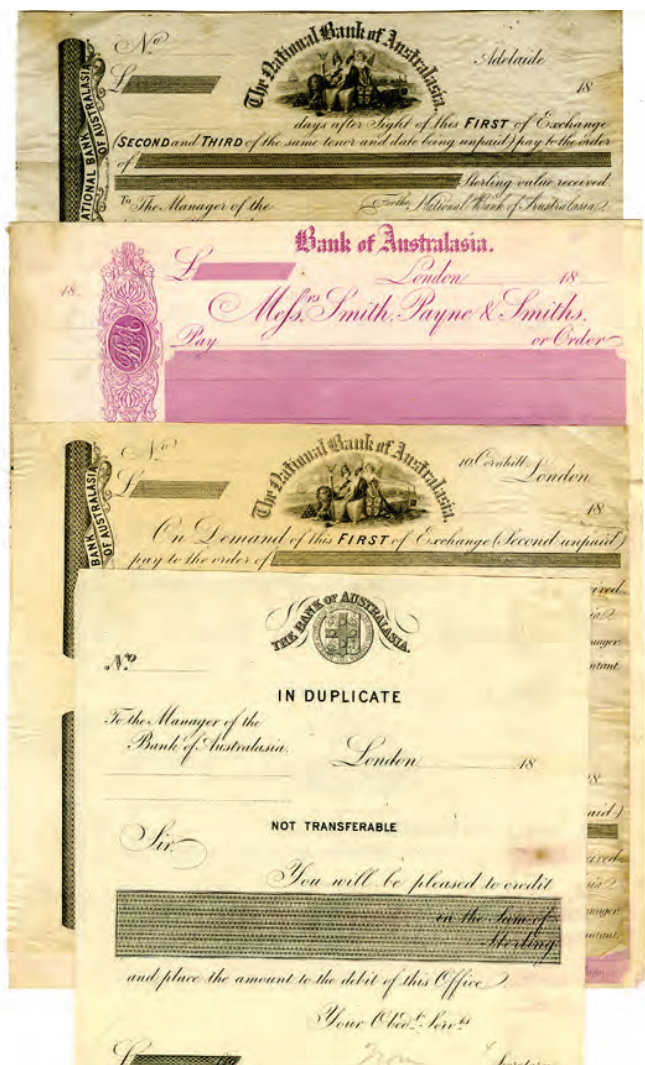 The National Bank of Australasia.
Nº
Adelaide
£
18
NATIONAL BANK
OF AUSTRALASIA
days after Sight of this FIRST of Exchange
(SECOND and THIRD of the same tenor and date being unpaid) pay to the order
of
Sterling value received.
To The Manager of the
For the National Bank of Australasia
Bank of Australasia.
£
18
London 18
Messrs Smith, Payne & Smiths.
Pay or Order
Nº
The National Bank of Australasia.
10, Cornhill, London
£
18
BANK
OF AUSTRALASIA
On Demand of this FIRST of Exchange (Second unpaid)
pay to the order of
THE BANK OF AUSTRALASIA.
Nº
IN DUPLICATE
To the Manager of the
Bank of Australasia.
London 18
NOT TRANSFERABLE
Sir.
You will be pleased to credit
in the Sum of
Sterling
and place the amount to the debit of this Office
Your Obedt. Servts
£